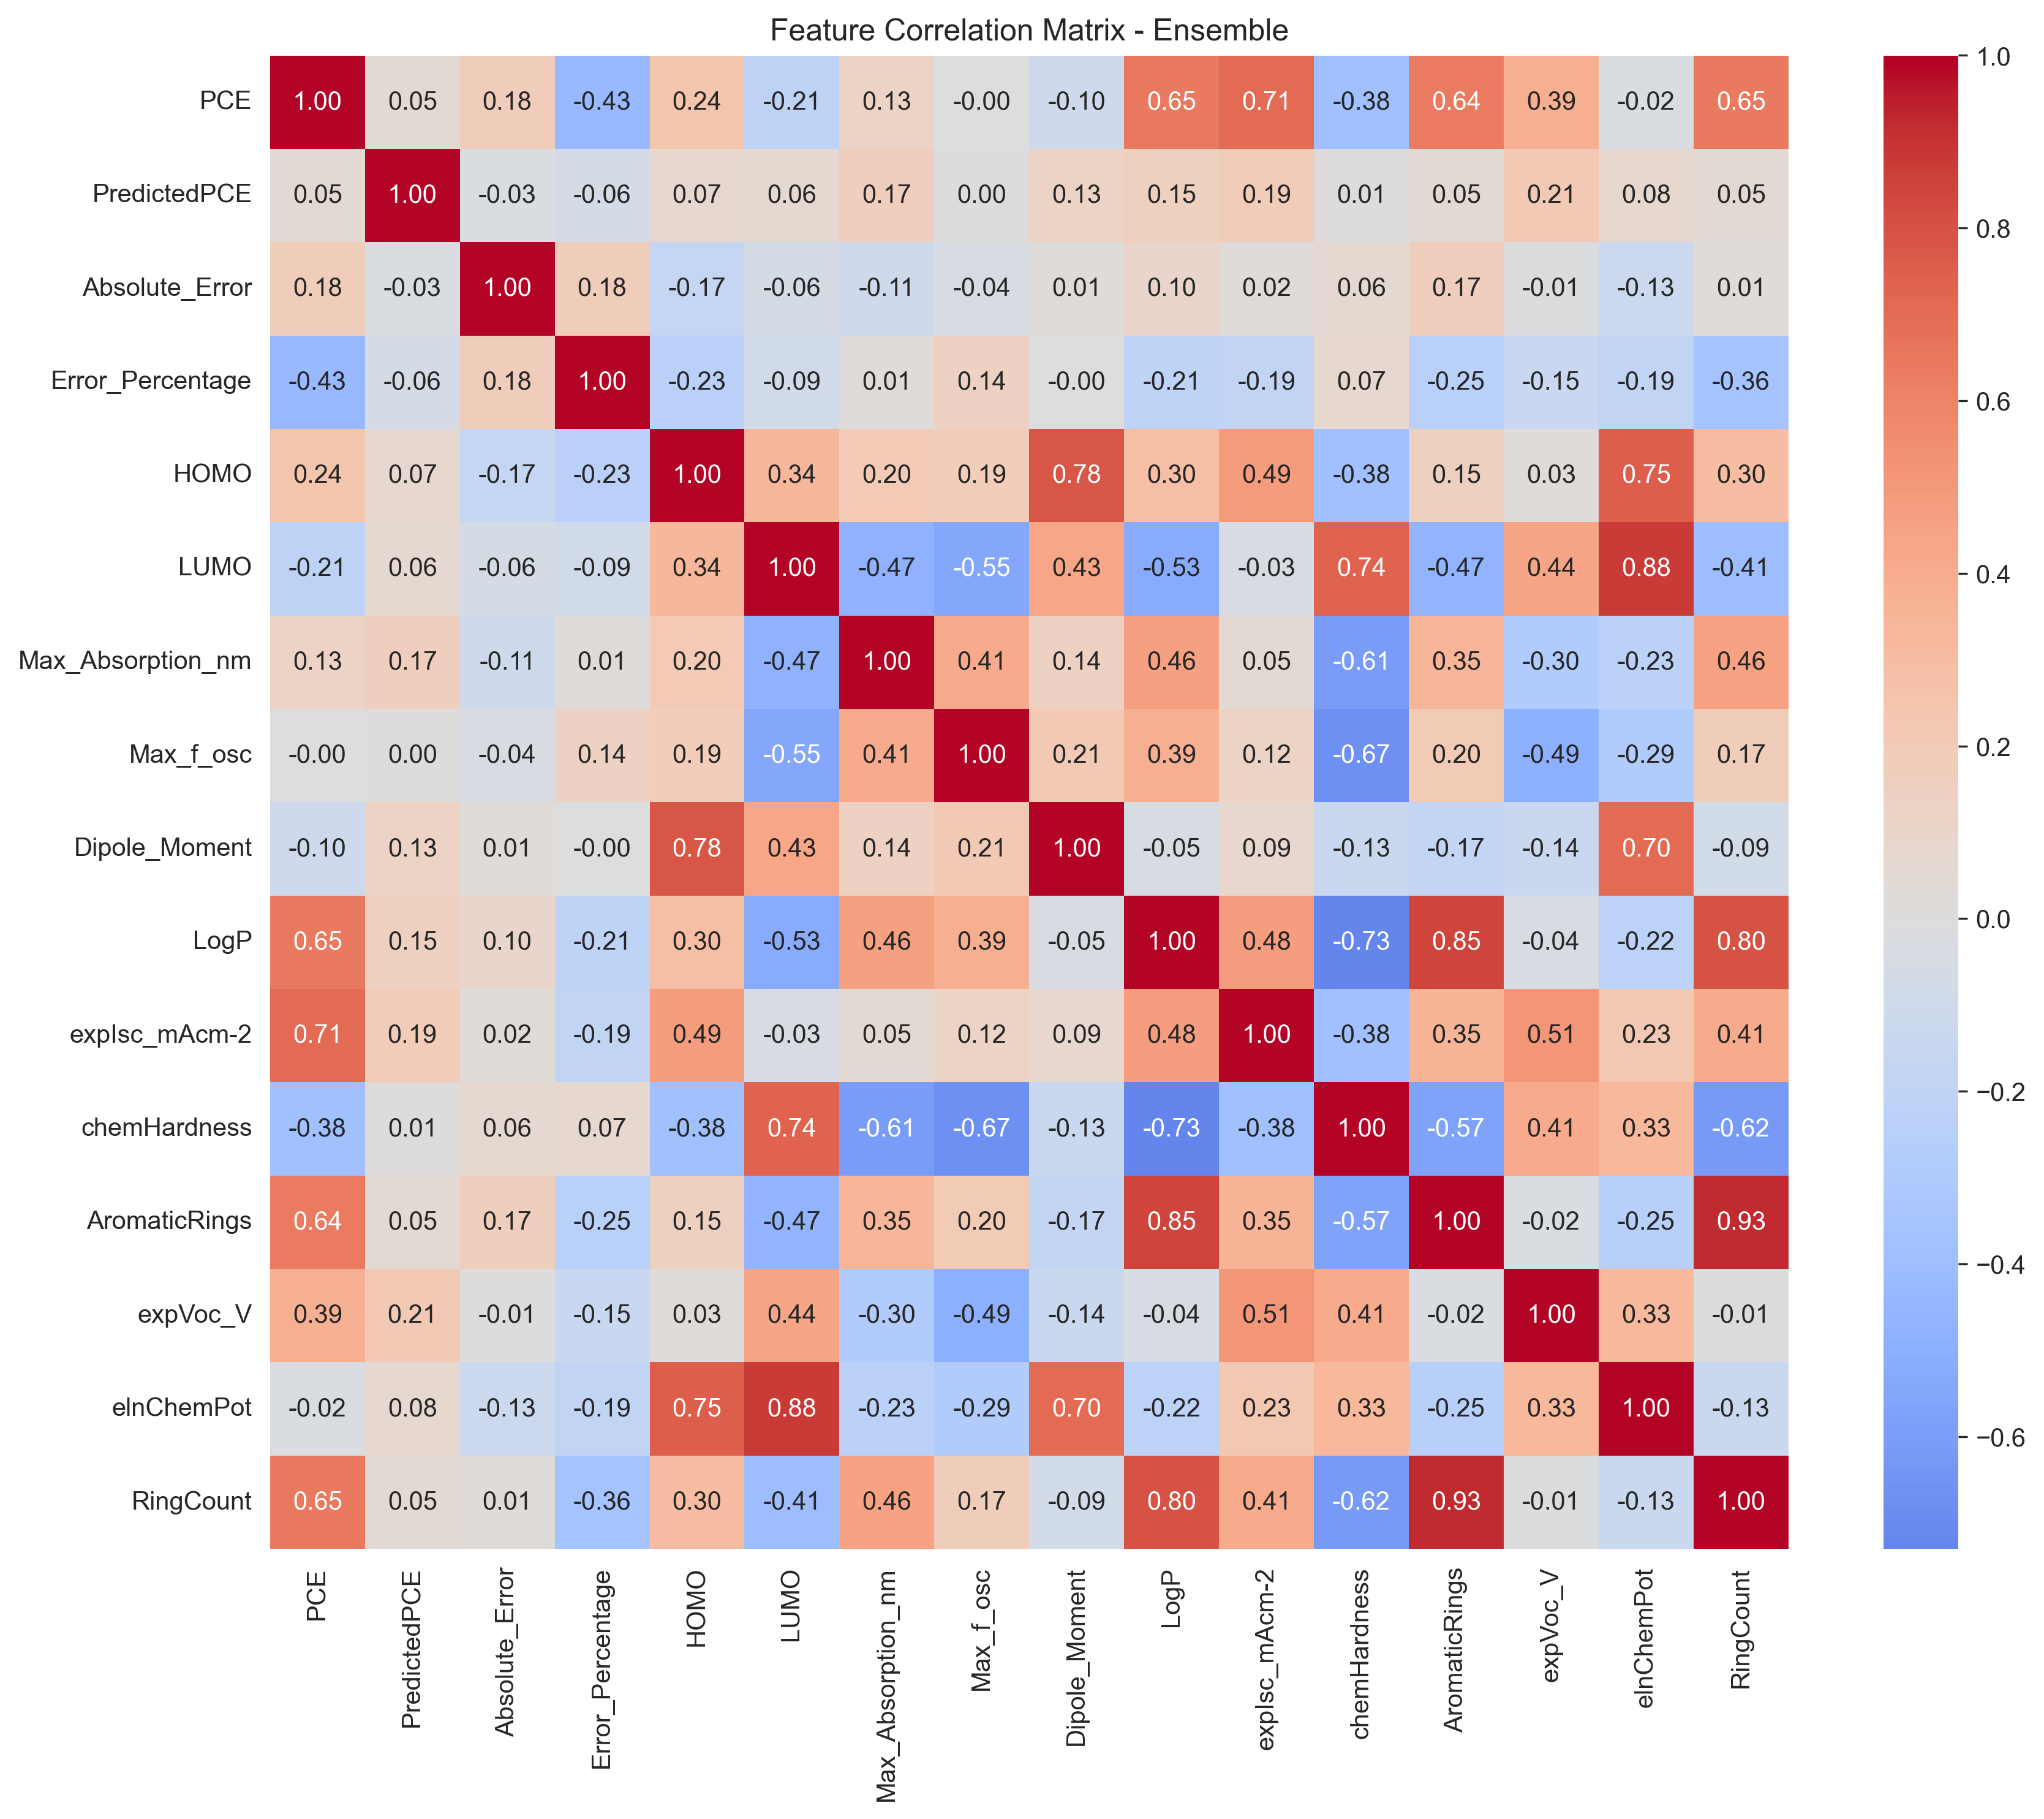 Feature Correlation Matrix - Ensemble
PCE 1.00 0.05 0.18 -0.43 0.24 -0.21 0.13 -0.00 -0.10 0.65 0.71 -0.38 0.64 0.39 -0.02 0.65
PredictedPCE 0.05 1.00 -0.03 -0.06 0.07 0.06 0.17 0.00 0.13 0.15 0.19 0.01 0.05 0.21 0.08 0.05
Absolute_Error 0.18 -0.03 1.00 0.18 -0.17 -0.06 -0.11 -0.04 0.01 0.10 0.02 0.06 0.17 -0.01 -0.13 0.01
Error_Percentage -0.43 -0.06 0.18 1.00 -0.23 -0.09 0.01 0.14 -0.00 -0.21 -0.19 0.07 -0.25 -0.15 -0.19 -0.36
HOMO 0.24 0.07 -0.17 -0.23 1.00 0.34 0.20 0.19 0.78 0.30 0.49 -0.38 0.15 0.03 0.75 0.30
LUMO -0.21 0.06 -0.06 -0.09 0.34 1.00 -0.47 -0.55 0.43 -0.53 -0.03 0.74 -0.47 0.44 0.88 -0.41
Max_Absorption_nm 0.13 0.17 -0.11 0.01 0.20 -0.47 1.00 0.41 0.14 0.46 0.05 -0.61 0.35 -0.30 -0.23 0.46
Max_f_osc -0.00 0.00 -0.04 0.14 0.19 -0.55 0.41 1.00 0.21 0.39 0.12 -0.67 0.20 -0.49 -0.29 0.17
Dipole_Moment -0.10 0.13 0.01 -0.00 0.78 0.43 0.14 0.21 1.00 -0.05 0.09 -0.13 -0.17 -0.14 0.70 -0.09
LogP 0.65 0.15 0.10 -0.21 0.30 -0.53 0.46 0.39 -0.05 1.00 0.48 -0.73 0.85 -0.04 -0.22 0.80
expIsc_mAcm-2 0.71 0.19 0.02 -0.19 0.49 -0.03 0.05 0.12 0.09 0.48 1.00 -0.38 0.35 0.51 0.23 0.41
chemHardness -0.38 0.01 0.06 0.07 -0.38 0.74 -0.61 -0.67 -0.13 -0.73 -0.38 1.00 -0.57 0.41 0.33 -0.62
AromaticRings 0.64 0.05 0.17 -0.25 0.15 -0.47 0.35 0.20 -0.17 0.85 0.35 -0.57 1.00 -0.02 -0.25 0.93
expVoc_V 0.39 0.21 -0.01 -0.15 0.03 0.44 -0.30 -0.49 -0.14 -0.04 0.51 0.41 -0.02 1.00 0.33 -0.01
elnChemPot -0.02 0.08 -0.13 -0.19 0.75 0.88 -0.23 -0.29 0.70 -0.22 0.23 0.33 -0.25 0.33 1.00 -0.13
RingCount 0.65 0.05 0.01 -0.36 0.30 -0.41 0.46 0.17 -0.09 0.80 0.41 -0.62 0.93 -0.01 -0.13 1.00
PCE
PredictedPCE
Absolute_Error
Error_Percentage
HOMO
LUMO
Max_Absorption_nm
Max_f_osc
Dipole_Moment
LogP
expIsc_mAcm-2
chemHardness
AromaticRings
expVoc_V
elnChemPot
RingCount
1.0
0.8
0.6
0.4
0.2
0.0
−0.2
−0.4
−0.6